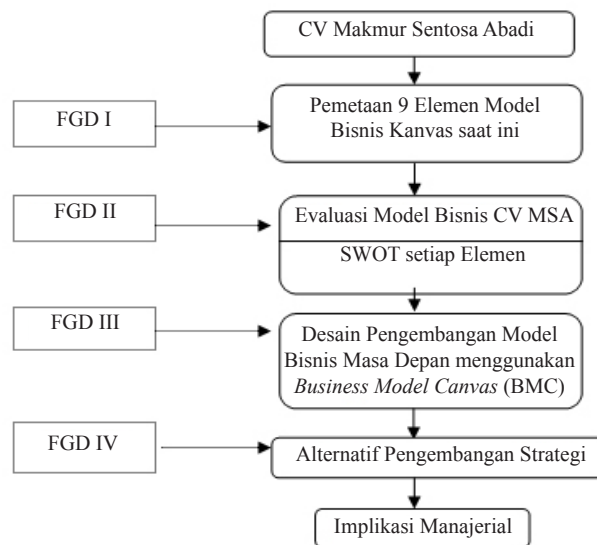 CV Makmur Sentosa Abadi
FGD I
Pemetaan 9 Elemen Model
Bisnis Kanvas saat ini
FGD II
Evaluasi Model Bisnis CV MSA
SWOT setiap Elemen
FGD III
Desain Pengembangan Model
Bisnis Masa Depan menggunakan
Business Model Canvas (BMC)
FGD IV
Alternatif Pengembangan Strategi
Implikasi Manajerial